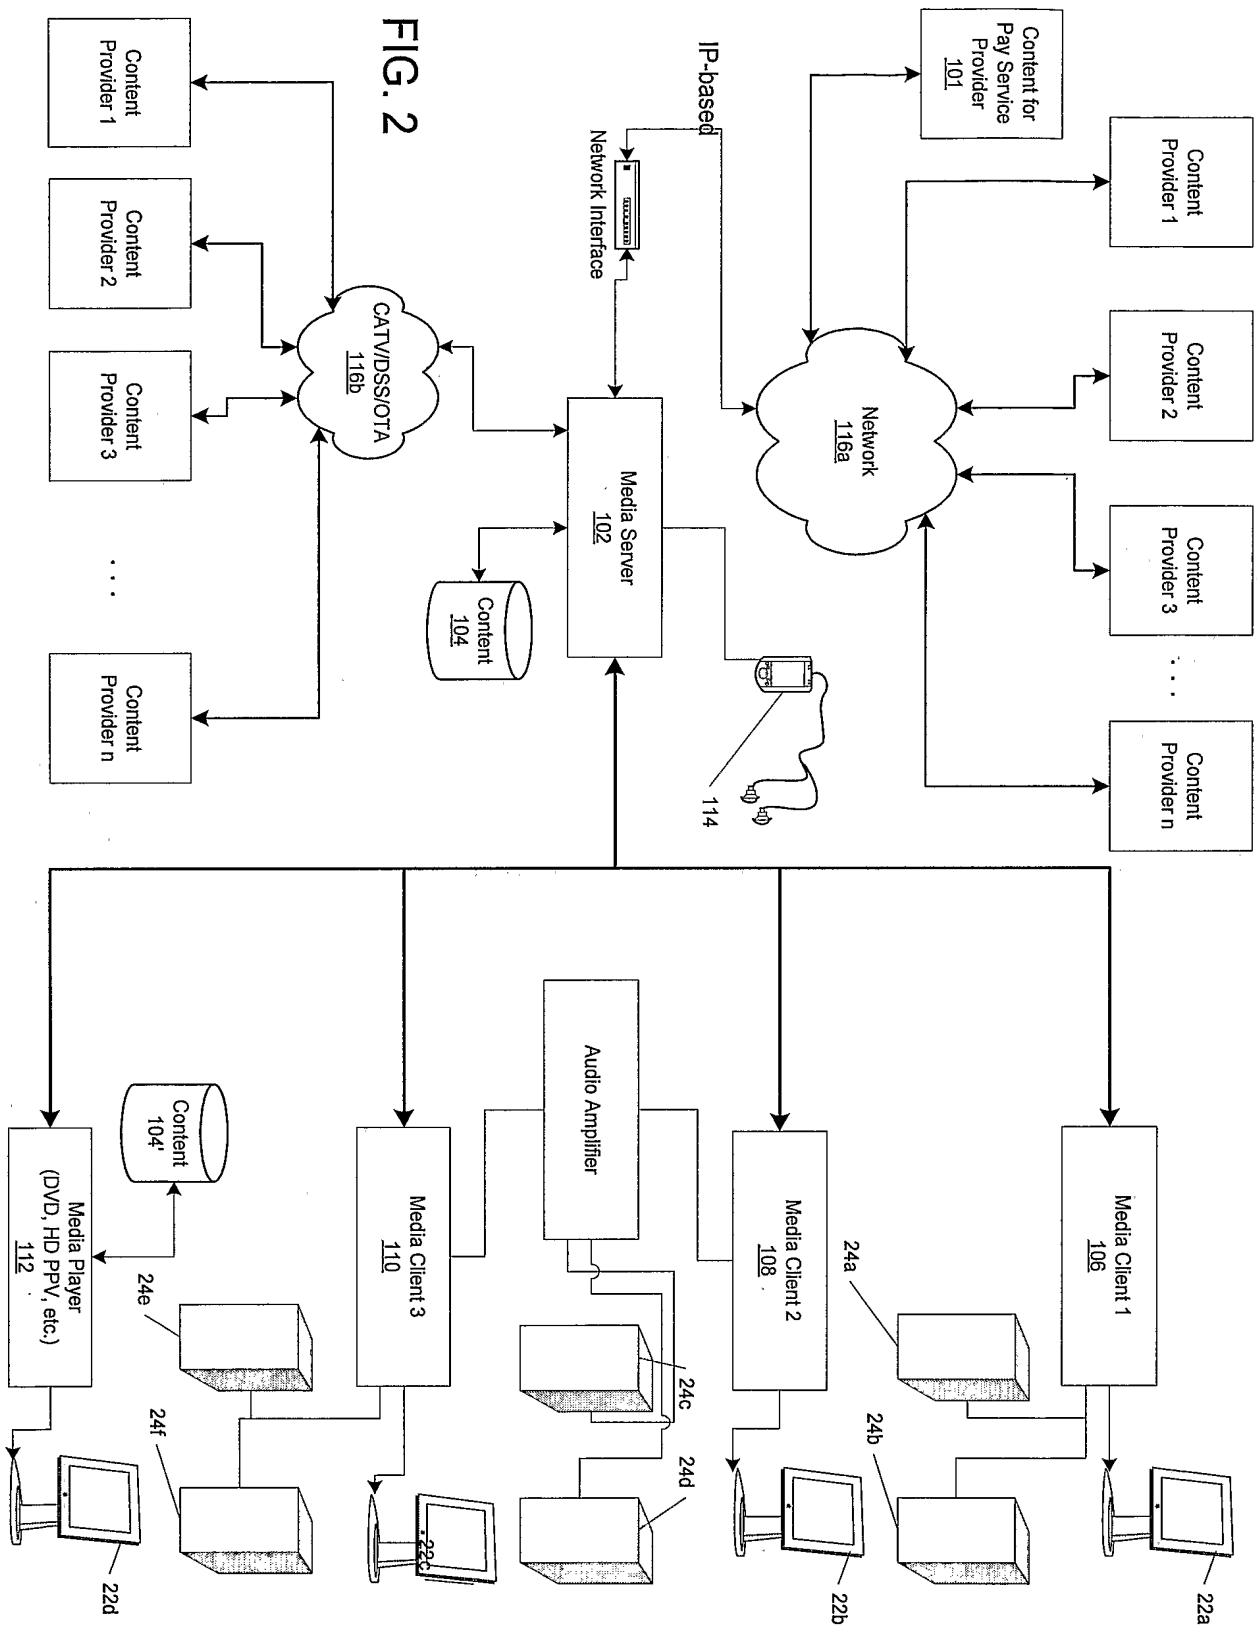 Content for
Pay Service
Provider
101
Content
Provider 1
Content
Provider 2
Content
Provider 3
. . .
Content
Provider n
IP-based
Network
116a
Network Interface
114
Media Server
102
Content
104
CATV/DSS/OTA
116b
FIG. 2
Content
Provider 1
Content
Provider 2
Content
Provider 3
. . .
Content
Provider n
Media Client 1
106
22a
24a
24b
Media Client 2
108
22b
Audio Amplifier
24c
24d
Media Client 3
110
22c
24e
24f
Content
104'
Media Player
(DVD, HD PPV, etc.)
112
22d